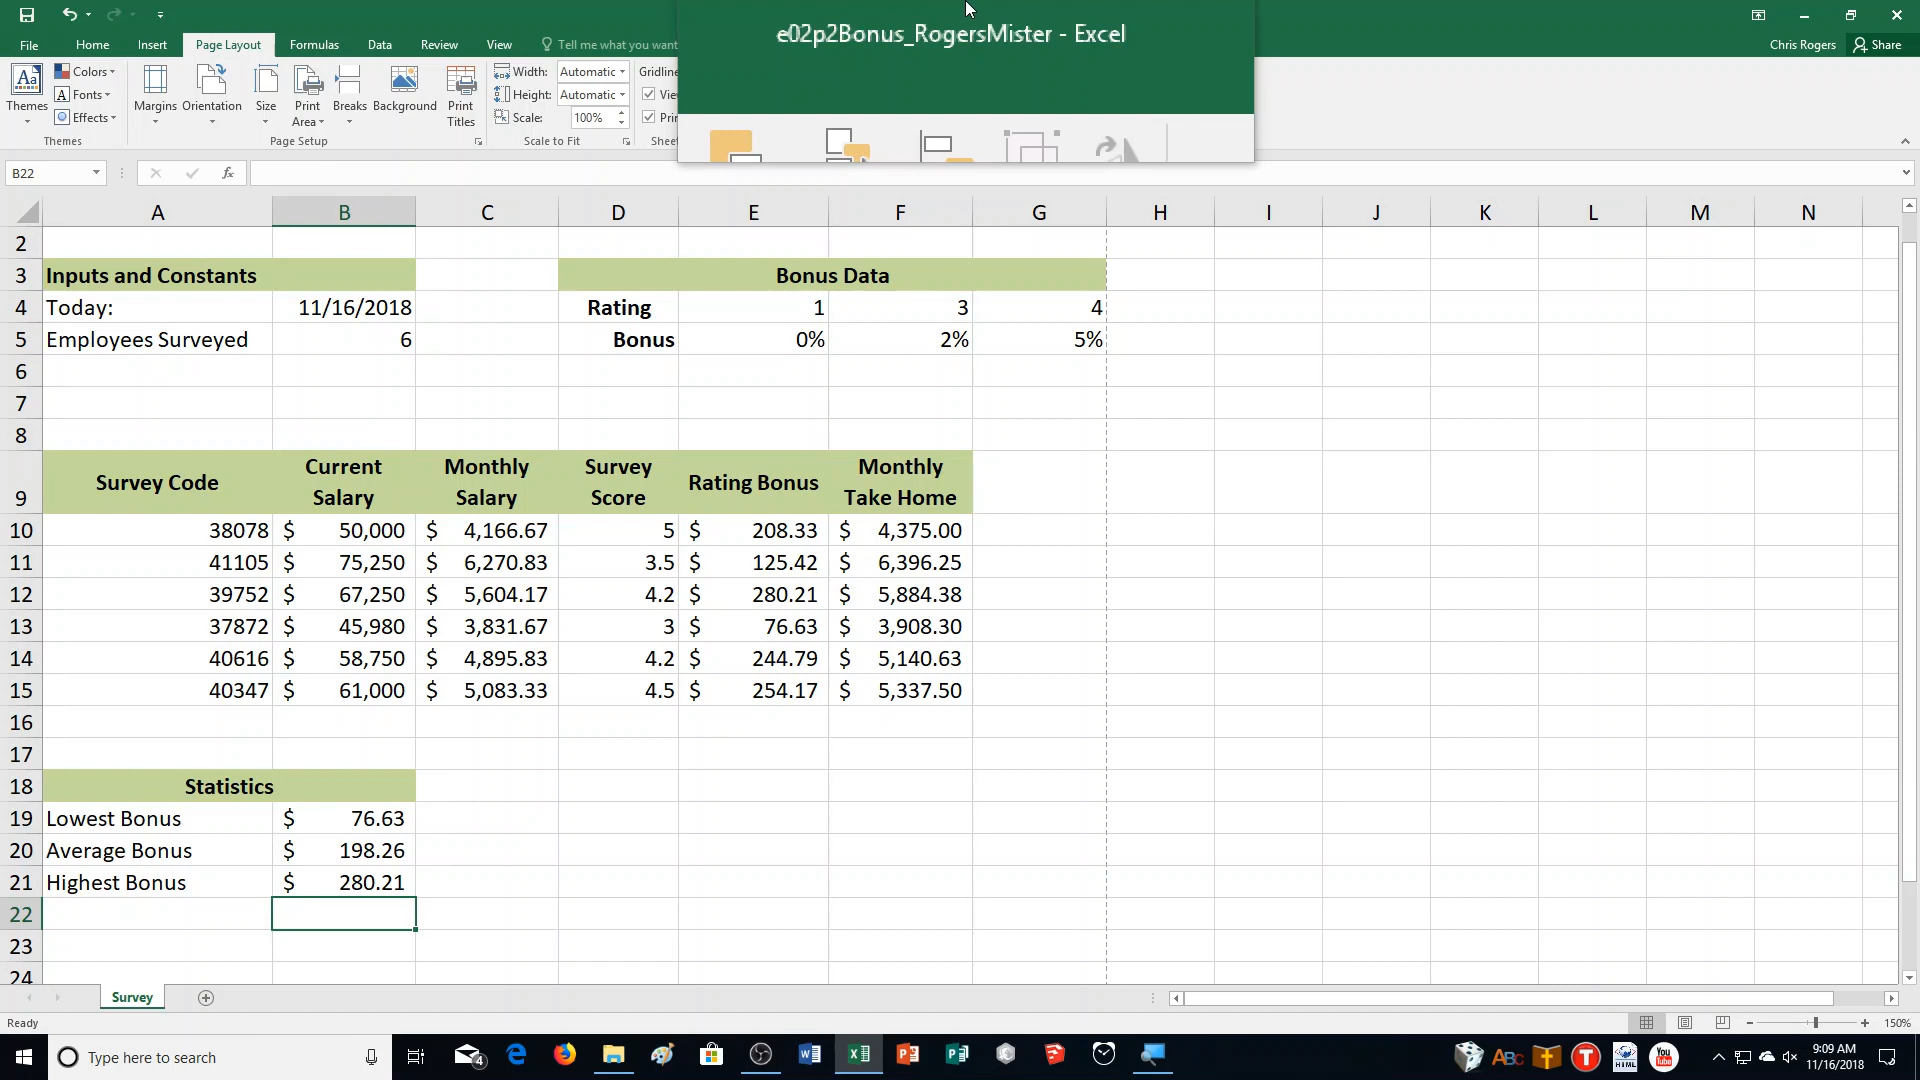 e02p2Bonus_RogersMister - Excel
File Home Insert Page Layout Formulas Data Review View Tell me what you want
Chris Rogers Share
Themes
Colors
Fonts
Effects
Themes
Margins Orientation Size Print Area Breaks Background Print Titles
Page Setup
Width: Automatic
Height: Automatic
Scale: 100%
Scale to Fit
B22
fx
A B C D E F G H I J K L M N
2
3 Inputs and Constants Bonus Data
4 Today: 11/16/2018 Rating 1 3 4
5 Employees Surveyed 6 Bonus 0% 2% 5%
6
7
8
9 Survey Code Current Salary Monthly Salary Survey Score Rating Bonus Monthly Take Home
10 38078 $ 50,000 $ 4,166.67 5 $ 208.33 $ 4,375.00
11 41105 $ 75,250 $ 6,270.83 3.5 $ 125.42 $ 6,396.25
12 39752 $ 67,250 $ 5,604.17 4.2 $ 280.21 $ 5,884.38
13 37872 $ 45,980 $ 3,831.67 3 $ 76.63 $ 3,908.30
14 40616 $ 58,750 $ 4,895.83 4.2 $ 244.79 $ 5,140.63
15 40347 $ 61,000 $ 5,083.33 4.5 $ 254.17 $ 5,337.50
16
17
18 Statistics
19 Lowest Bonus $ 76.63
20 Average Bonus $ 198.26
21 Highest Bonus $ 280.21
22
23
24
Survey
Ready
150%
Type here to search
4
9:09 AM
11/16/2018